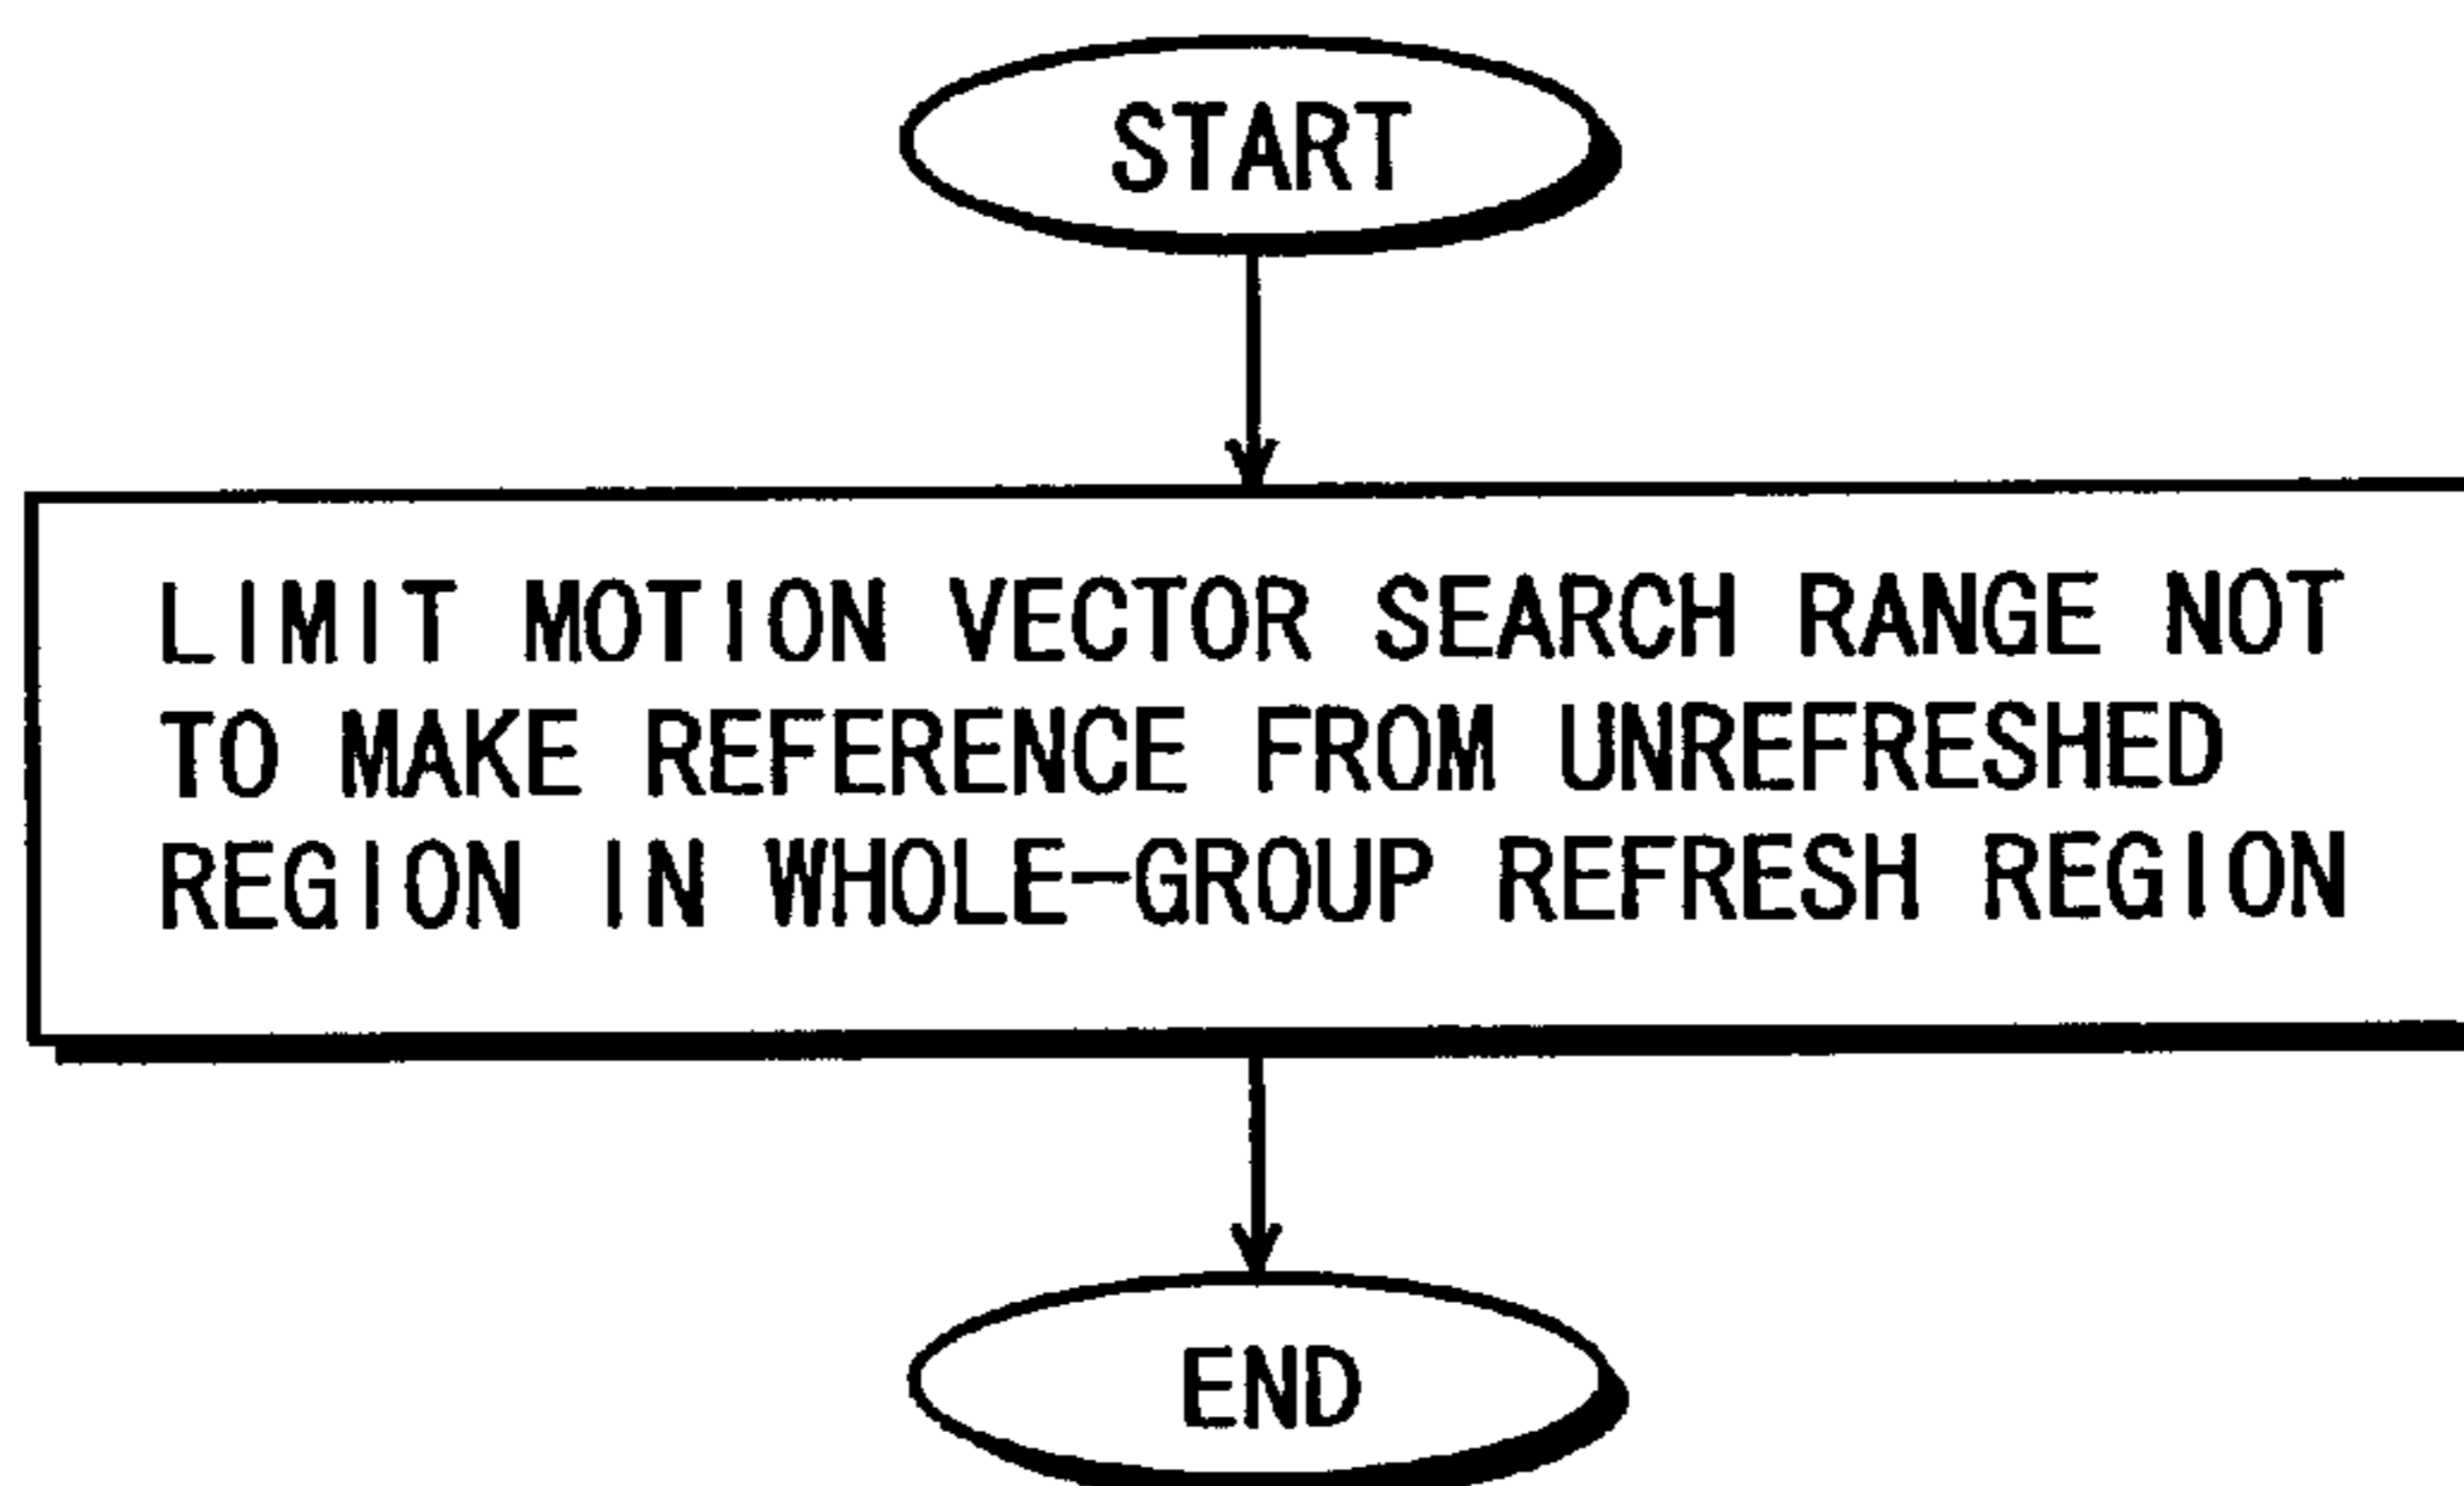 START
LIMIT MOTION VECTOR SEARCH RANGE NOT
TO MAKE REFERENCE FROM UNREFRESHED
REGION IN WHOLE-GROUP REFRESH REGION
END